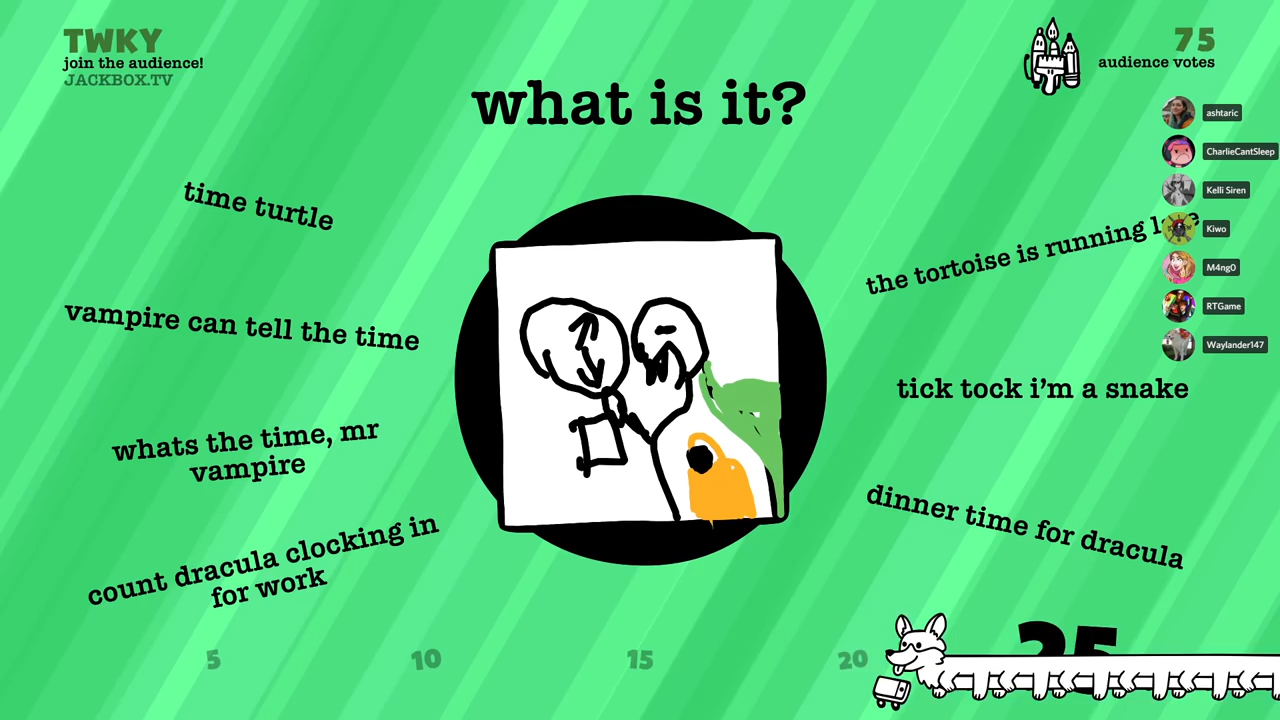 TWKY
join the audience!
JACKBOX.TV
75
audience votes
what is it?
ashtaric
CharlieCantSleep
Kelli Siren
Kiwo
M4ng0
RTGame
Waylander147
time turtle
the tortoise is running
vampire can tell the time
tick tock i'm a snake
whats the time, mr
vampire
dinner time for dracula
count dracula clocking in
for work
5
10
15
20
25